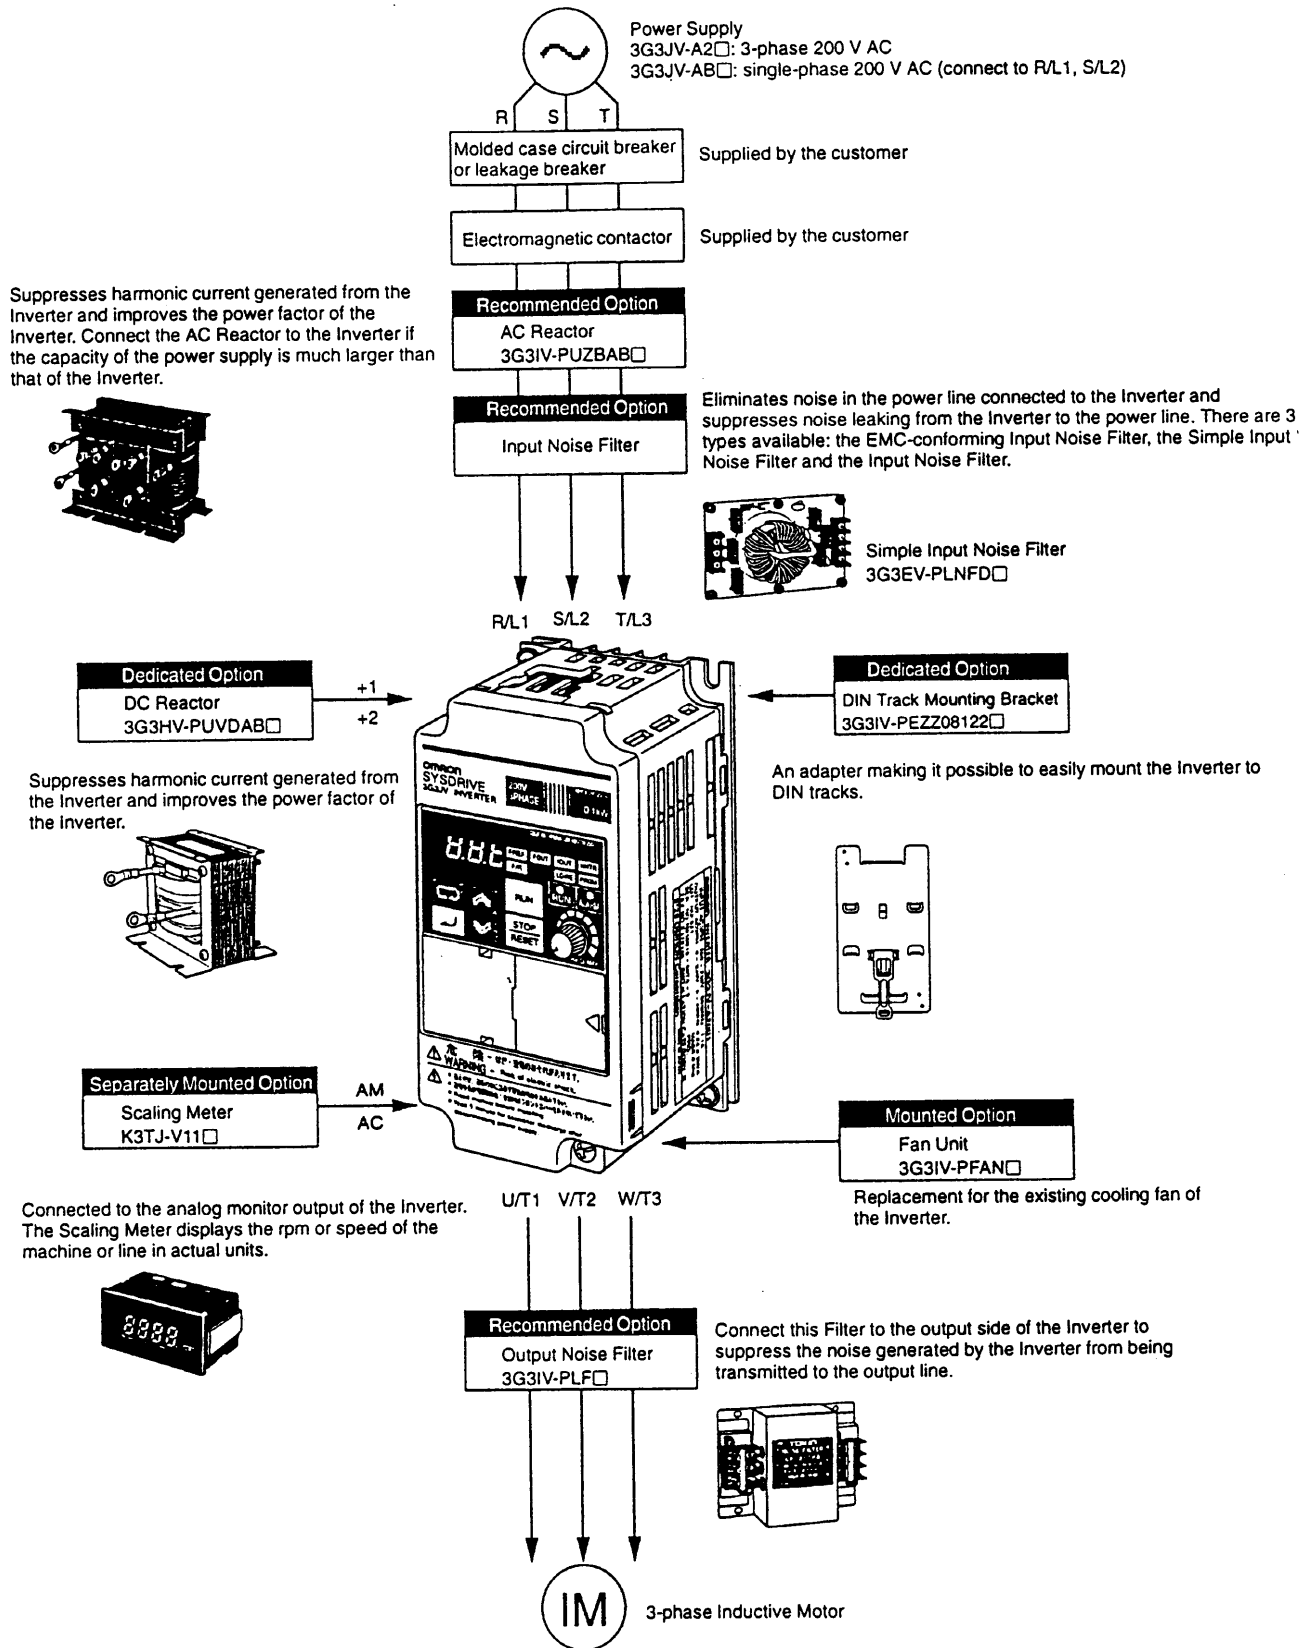 Power Supply
3G3JV-A2□: 3-phase 200 V AC
3G3JV-AB□: single-phase 200 V AC (connect to R/L1, S/L2)
R S T
Molded case circuit breaker
or leakage breaker
Supplied by the customer
Electromagnetic contactor
Supplied by the customer
Suppresses harmonic current generated from the
Inverter and improves the power factor of the
Inverter. Connect the AC Reactor to the Inverter if
the capacity of the power supply is much larger than
that of the Inverter.
Recommended Option
AC Reactor
3G3IV-PUZBAB□
Recommended Option
Input Noise Filter
Eliminates noise in the power line connected to the Inverter and
suppresses noise leaking from the Inverter to the power line. There are 3
types available: the EMC-conforming Input Noise Filter, the Simple Input
Noise Filter and the Input Noise Filter.
Simple Input Noise Filter
3G3EV-PLNFD□
R/L1 S/L2 T/L3
Dedicated Option
DC Reactor
3G3HV-PUVDAB□
+1
+2
Suppresses harmonic current generated from
the Inverter and improves the power factor of
the Inverter.
Dedicated Option
DIN Track Mounting Bracket
3G3IV-PEZZ08122□
An adapter making it possible to easily mount the Inverter to
DIN tracks.
OMRON
SYSDRIVE
3G3JV INVERTER
200V
3PHASE
RUN
STOP
RESET
WARNING
Separately Mounted Option
Scaling Meter
K3TJ-V11□
AM
AC
Connected to the analog monitor output of the Inverter.
The Scaling Meter displays the rpm or speed of the
machine or line in actual units.
Mounted Option
Fan Unit
3G3IV-PFAN□
Replacement for the existing cooling fan of
the Inverter.
U/T1 V/T2 W/T3
Recommended Option
Output Noise Filter
3G3IV-PLF□
Connect this Filter to the output side of the Inverter to
suppress the noise generated by the Inverter from being
transmitted to the output line.
IM
3-phase Inductive Motor